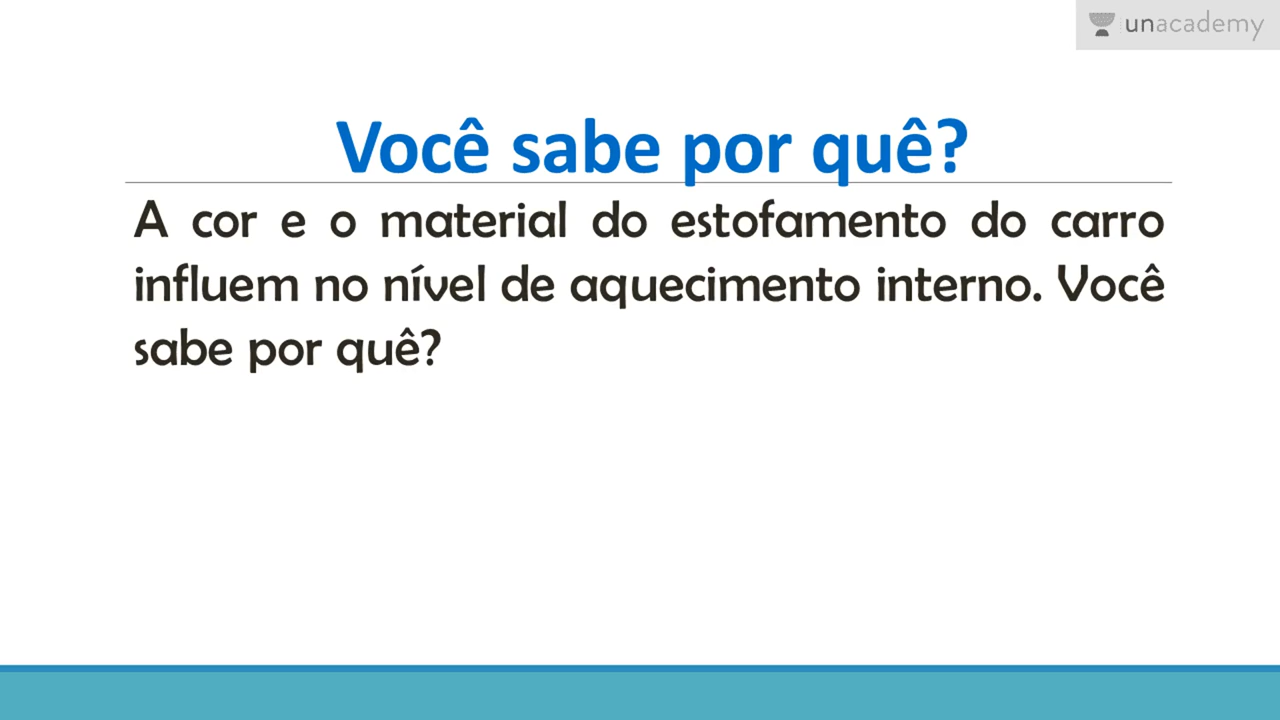 unacademy
Você sabe por quê?
A cor e o material do estofamento do carro
influem no nível de aquecimento interno. Você
sabe por quê?